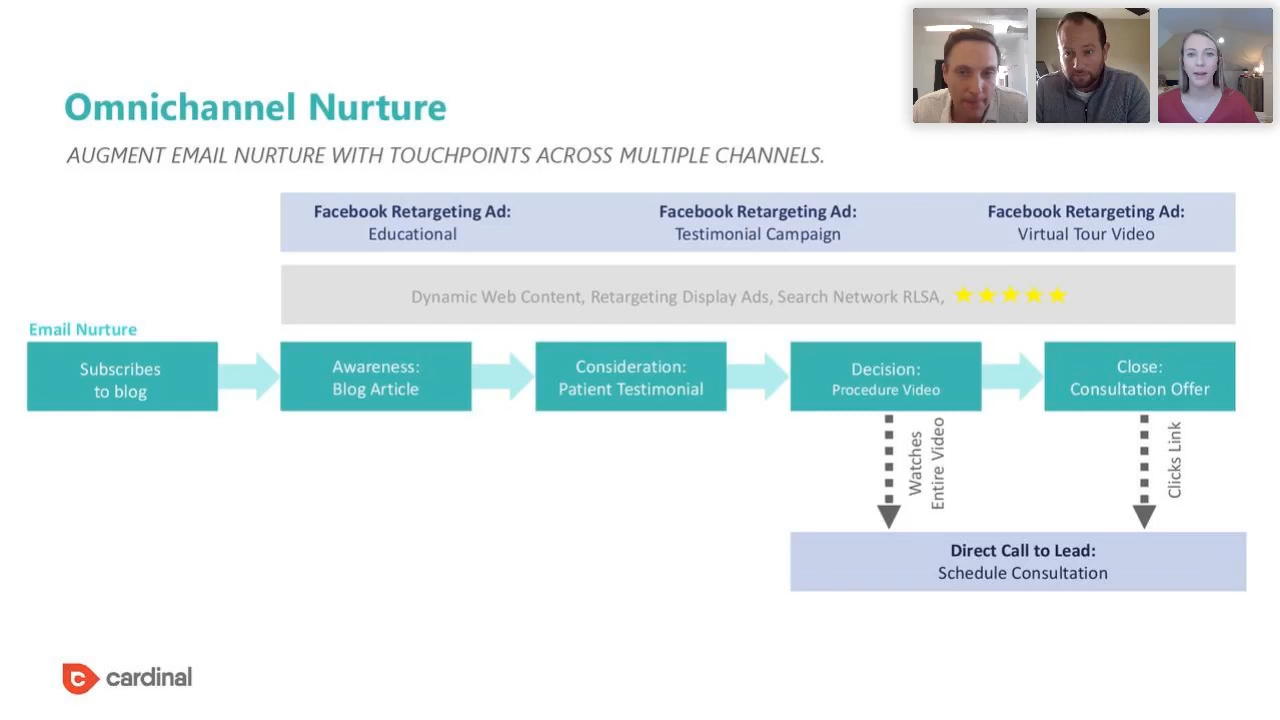 Omnichannel Nurture
AUGMENT EMAIL NURTURE WITH TOUCHPOINTS ACROSS MULTIPLE CHANNELS.
Facebook Retargeting Ad:
Educational
Facebook Retargeting Ad:
Testimonial Campaign
Facebook Retargeting Ad:
Virtual Tour Video
Dynamic Web Content, Retargeting Display Ads, Search Network RLSA,
Email Nurture
Subscribes
to blog
Awareness:
Blog Article
Consideration:
Patient Testimonial
Decision:
Procedure Video
Close:
Consultation Offer
Watches
Entire Video
Clicks Link
Direct Call to Lead:
Schedule Consultation
cardinal